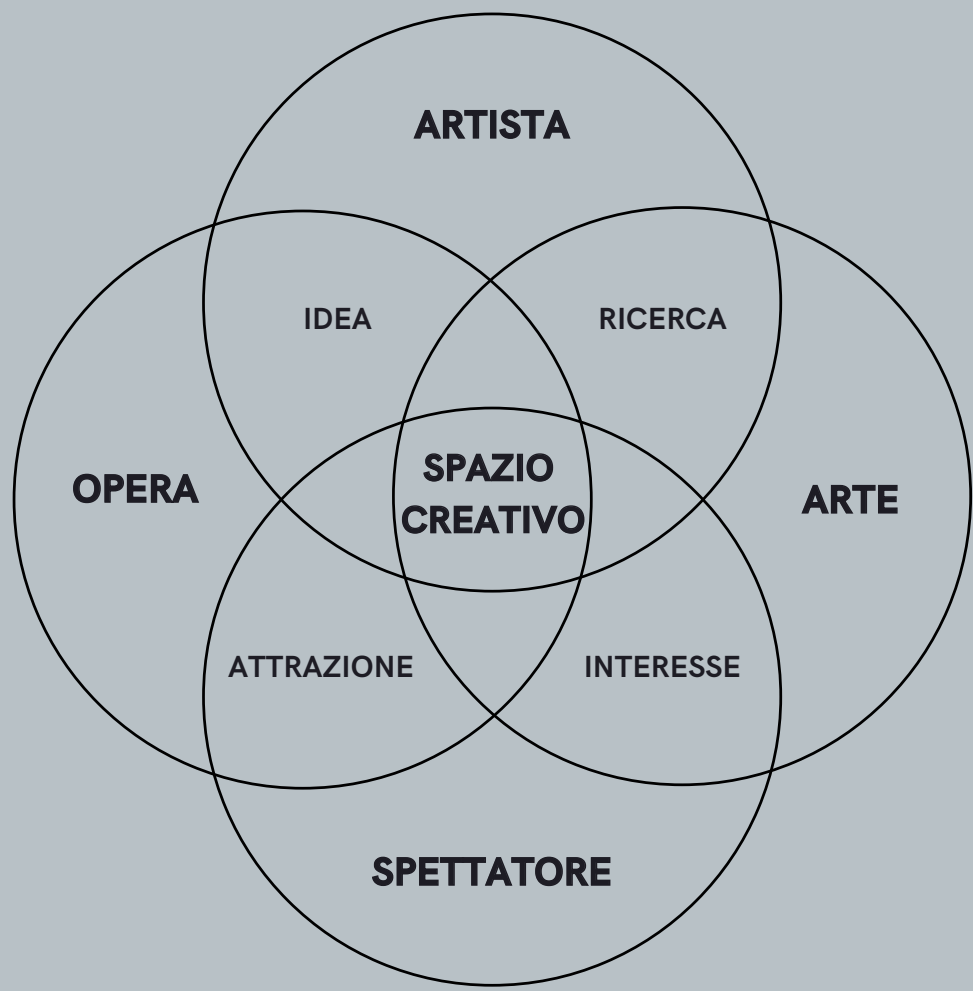 ARTISTA
IDEA
RICERCA
OPERA
SPAZIO
CREATIVO
ARTE
ATTRAZIONE
INTERESSE
SPETTATORE